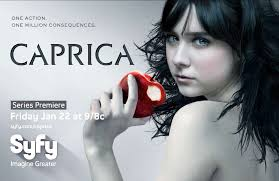 ONE ACTION.
ONE MILLION CONSEQUENCES.
CAPRICA
Series Premiere
Friday Jan 22 at 9/8c
syfy.com/caprica
Syfy
Imagine Greater